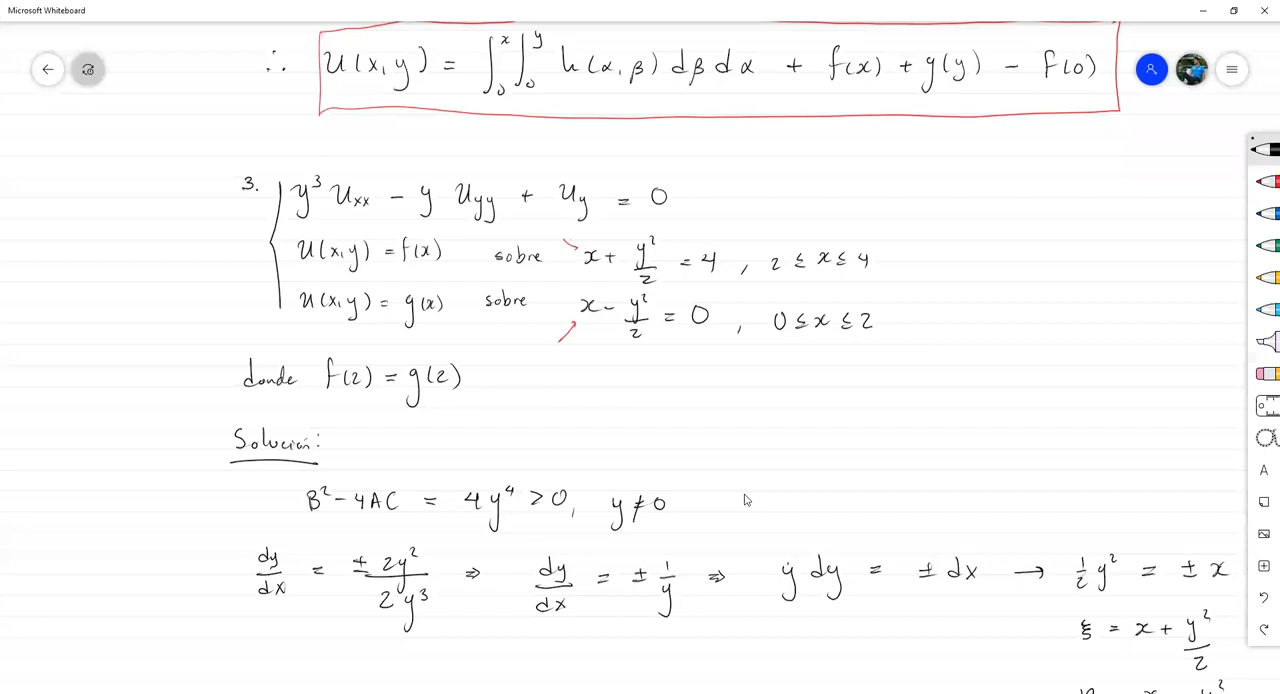 Microsoft Whiteboard
∴ u(x,y) = ∫₀ˣ ∫₀ʸ h(α,β) dβ dα + f(x) + g(y) − f(0)
3. y³ Uxx − y Uyy + Uy = 0
u(x,y) = f(x) sobre x + y²/2 = 4 , 2 ≤ x ≤ 4
u(x,y) = g(x) sobre x − y²/2 = 0 , 0 ≤ x ≤ 2
donde f(2) = g(2)
Solución:
B² − 4AC = 4y⁴ > 0, y ≠ 0
dy/dx = ± 2y²/2y³ ⇒ dy/dx = ± 1/y ⇒ y dy = ± dx → ½ y² = ± x
ξ = x + y²/2
A